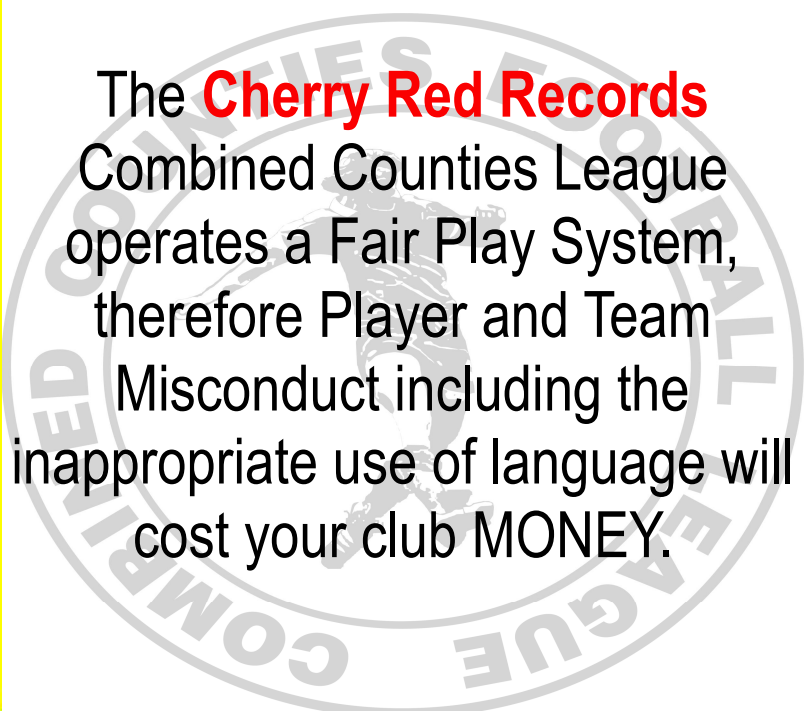 The Cherry Red Records
Combined Counties League
operates a Fair Play System,
therefore Player and Team
Misconduct including the
inappropriate use of language will
cost your club MONEY.
COMBINED COUNTIES FOOTBALL LEAGUE